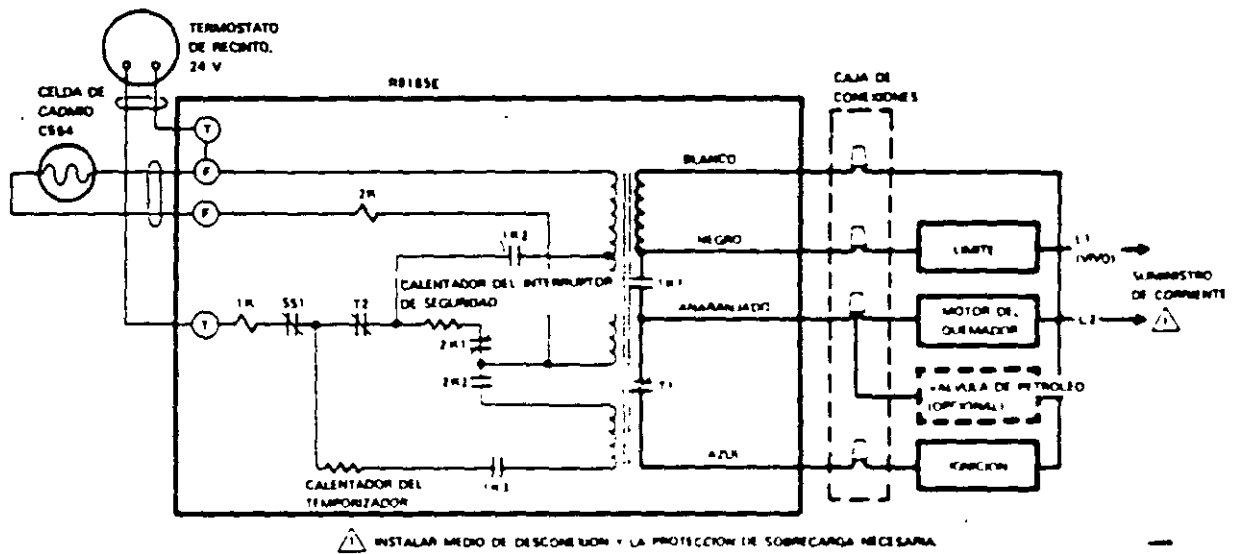 TERMOSTATO
DE RECINTO,
24 V
CELDA DE
CADMIO
C554
R8185E
CAJA DE
CONEXIONES
T
F
F
T
2R
1K2
CALENTADOR DEL INTERRUPTOR
DE SEGURIDAD
1K
SS1
T2
2K1
2K2
CALENTADOR DEL
TEMPORIZADOR
1K3
BLANCO
NEGRO
1K1
ANARANJADO
T1
AZUL
LIMITE
L1
(VIVO)
SUMINISTRO
DE CORRIENTE
1
MOTOR DEL
QUEMADOR
L2
VALVULA DE PETROLEO
(OPCIONAL)
IGNICION
1 INSTALAR MEDIO DE DESCONEXION Y LA PROTECCION DE SOBRECARGA NECESARIA